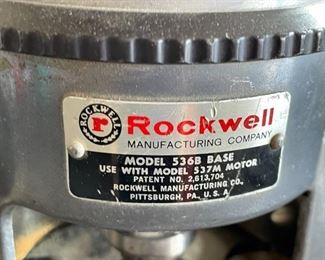 ROCKWELL
r
Rockwell
MANUFACTURING COMPANY
MODEL 536B BASE
USE WITH MODEL 537M MOTOR
PATENT NO. 2,613,704
ROCKWELL MANUFACTURING CO.
PITTSBURGH, PA., U. S. A.